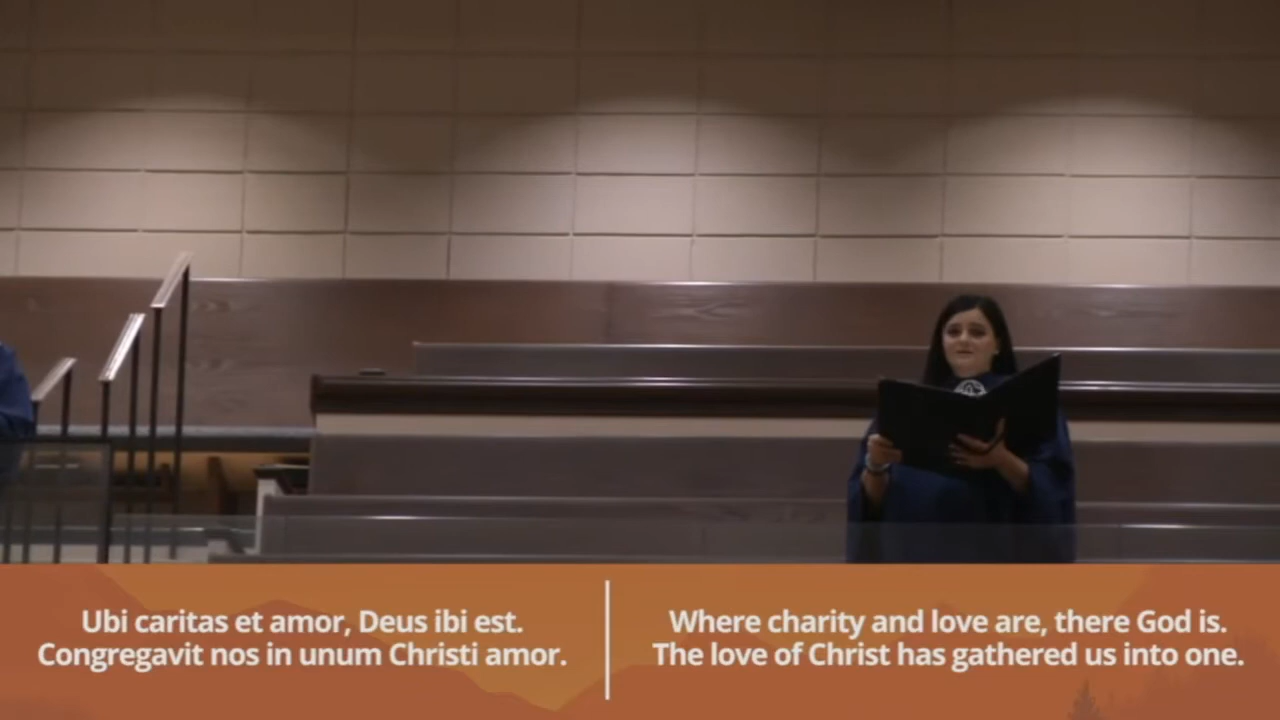 Ubi caritas et amor, Deus ibi est.
Congregavit nos in unum Christi amor.
Where charity and love are, there God is.
The love of Christ has gathered us into one.